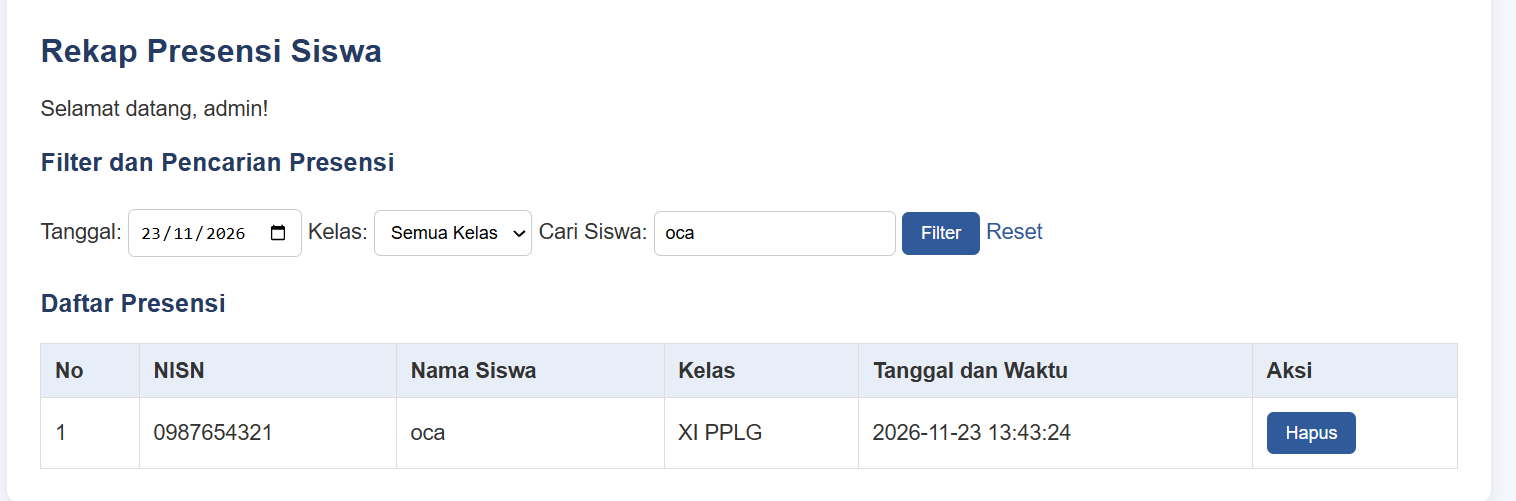 Rekap Presensi Siswa
Selamat datang, admin!
Filter dan Pencarian Presensi
Tanggal: 23/11/2026 Kelas: Semua Kelas Cari Siswa: oca Filter Reset
Daftar Presensi
No NISN Nama Siswa Kelas Tanggal dan Waktu Aksi
1 0987654321 oca XI PPLG 2026-11-23 13:43:24 Hapus